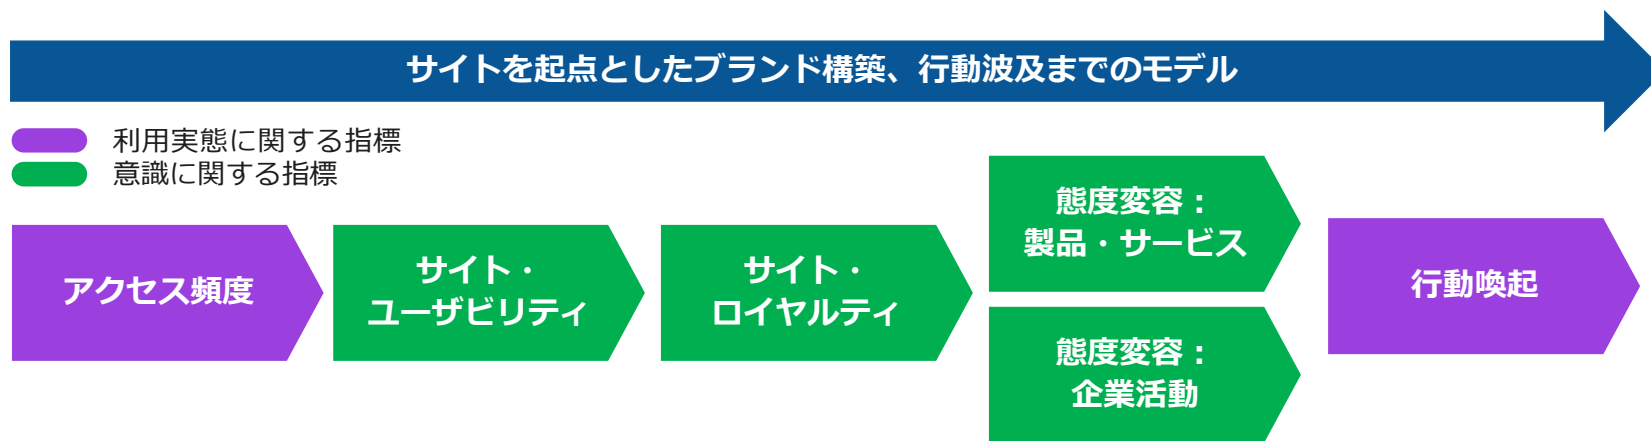 サイトを起点としたブランド構築、行動波及までのモデル
利用実態に関する指標
意識に関する指標
アクセス頻度
サイト・
ユーザビリティ
サイト・
ロイヤルティ
態度変容：
製品・サービス
態度変容：
企業活動
行動喚起